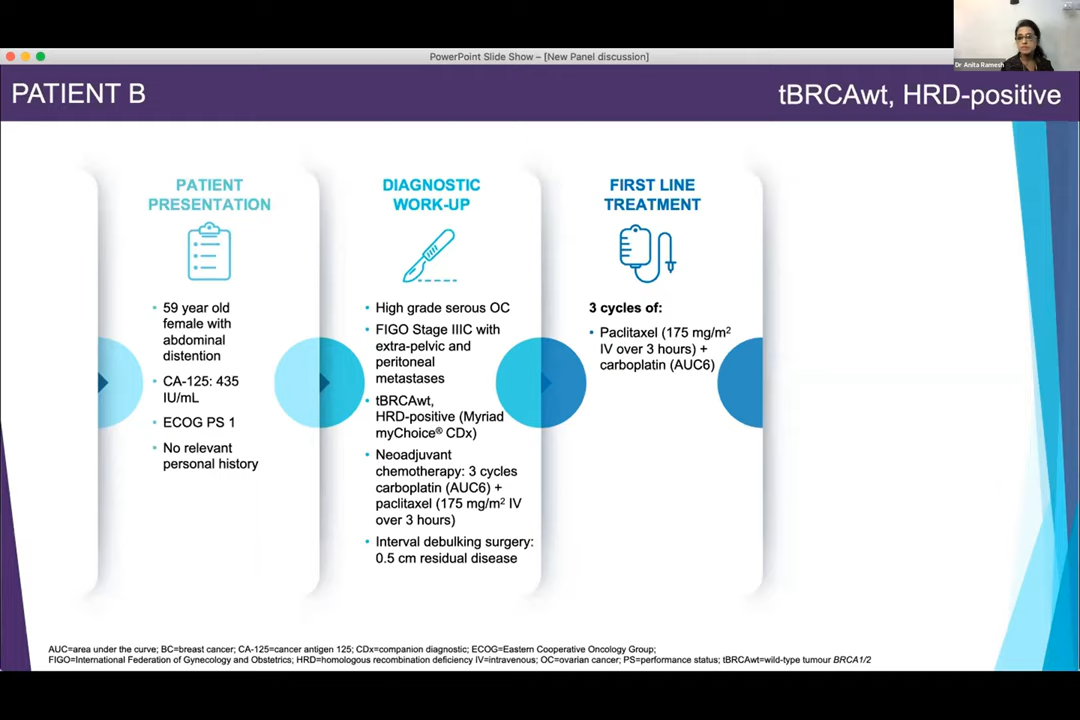 PowerPoint Slide Show – [New Panel discussion]
Dr. Anita Ramesh
PATIENT B
tBRCAwt, HRD-positive
PATIENT
PRESENTATION
• 59 year old
female with
abdominal
distention
• CA-125: 435
IU/mL
• ECOG PS 1
• No relevant
personal history
DIAGNOSTIC
WORK-UP
• High grade serous OC
• FIGO Stage IIIC with
extra-pelvic and
peritoneal
metastases
• tBRCAwt,
HRD-positive (Myriad
myChoice® CDx)
• Neoadjuvant
chemotherapy: 3 cycles
carboplatin (AUC6) +
paclitaxel (175 mg/m² IV
over 3 hours)
• Interval debulking surgery:
0.5 cm residual disease
FIRST LINE
TREATMENT
3 cycles of:
• Paclitaxel (175 mg/m²
IV over 3 hours) +
carboplatin (AUC6)
AUC=area under the curve; BC=breast cancer; CA-125=cancer antigen 125; CDx=companion diagnostic; ECOG=Eastern Cooperative Oncology Group;
FIGO=International Federation of Gynecology and Obstetrics; HRD=homologous recombination deficiency IV=intravenous; OC=ovarian cancer; PS=performance status; tBRCAwt=wild-type tumour BRCA1/2